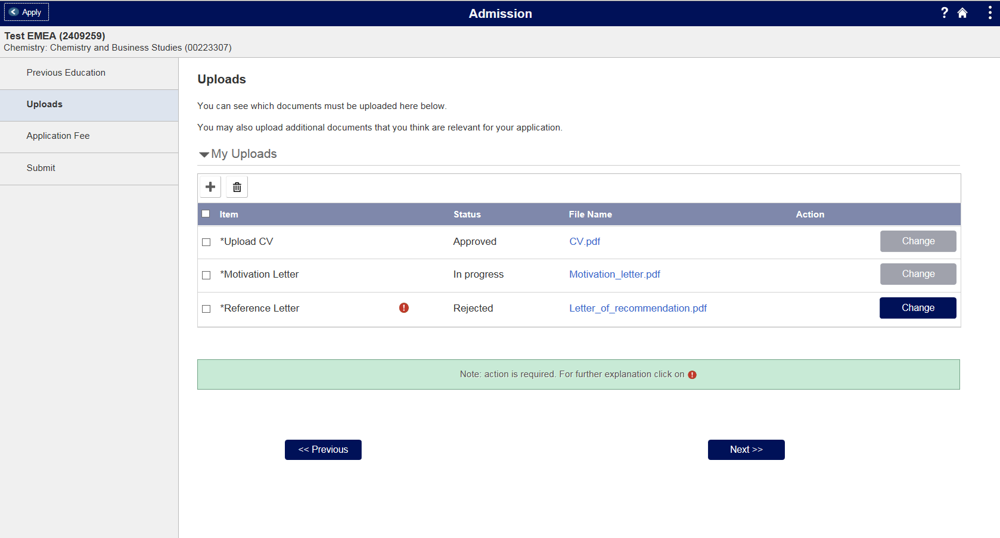 Apply
Admission
Test EMEA (2409259)
Chemistry: Chemistry and Business Studies (00223307)
Previous Education
Uploads
Application Fee
Submit
Uploads
You can see which documents must be uploaded here below.
You may also upload additional documents that you think are relevant for your application.
My Uploads
Item Status File Name Action
*Upload CV Approved CV.pdf Change
*Motivation Letter In progress Motivation_letter.pdf Change
*Reference Letter Rejected Letter_of_recommendation.pdf Change
Note: action is required. For further explanation click on
<< Previous Next >>